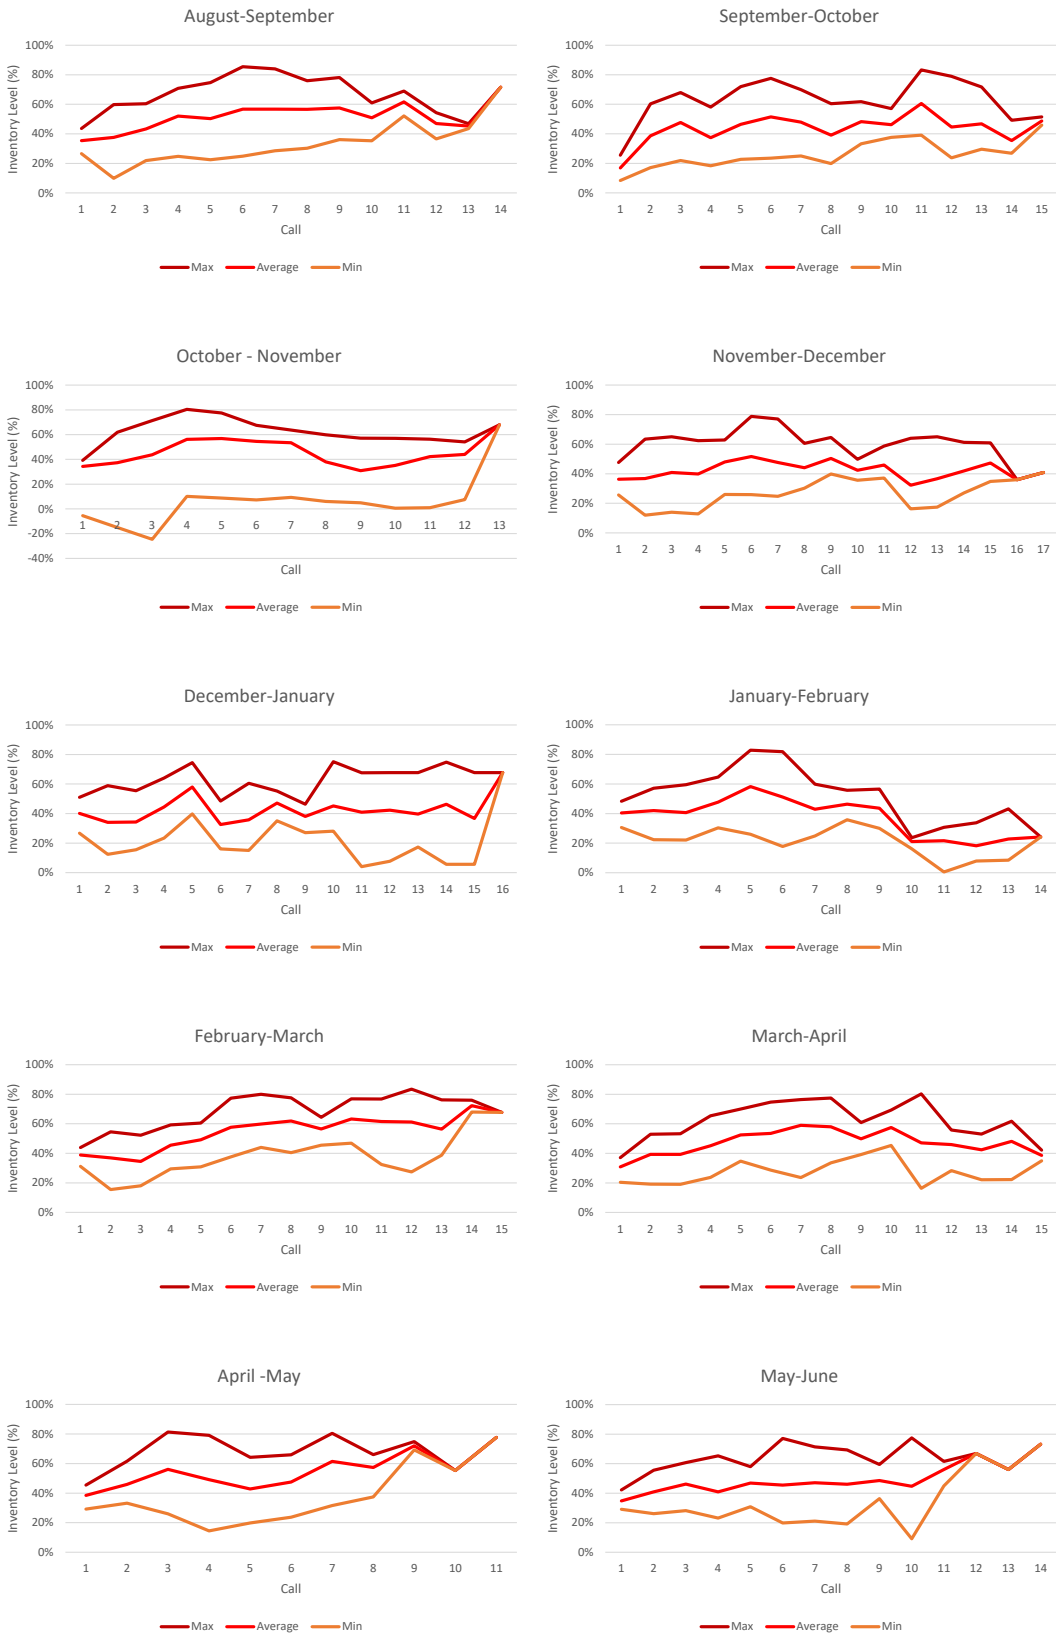 August-September
Inventory Level (%)
100%
80%
60%
40%
20%
0%
1 2 3 4 5 6 7 8 9 10 11 12 13 14
Call
Max Average Min
September-October
Inventory Level (%)
100%
80%
60%
40%
20%
0%
1 2 3 4 5 6 7 8 9 10 11 12 13 14 15
Call
Max Average Min
October - November
Inventory Level (%)
100%
80%
60%
40%
20%
0%
-20%
-40%
1 2 3 4 5 6 7 8 9 10 11 12 13
Call
Max Average Min
November-December
Inventory Level (%)
100%
80%
60%
40%
20%
0%
1 2 3 4 5 6 7 8 9 10 11 12 13 14 15 16 17
Call
Max Average Min
December-January
Inventory Level (%)
100%
80%
60%
40%
20%
0%
1 2 3 4 5 6 7 8 9 10 11 12 13 14 15 16
Call
Max Average Min
January-February
Inventory Level (%)
100%
80%
60%
40%
20%
0%
1 2 3 4 5 6 7 8 9 10 11 12 13 14
Call
Max Average Min
February-March
Inventory Level (%)
100%
80%
60%
40%
20%
0%
1 2 3 4 5 6 7 8 9 10 11 12 13 14 15
Call
Max Average Min
March-April
Inventory Level (%)
100%
80%
60%
40%
20%
0%
1 2 3 4 5 6 7 8 9 10 11 12 13 14 15
Call
Max Average Min
April -May
Inventory Level (%)
100%
80%
60%
40%
20%
0%
1 2 3 4 5 6 7 8 9 10 11
Call
Max Average Min
May-June
Inventory Level (%)
100%
80%
60%
40%
20%
0%
1 2 3 4 5 6 7 8 9 10 11 12 13 14
Call
Max Average Min